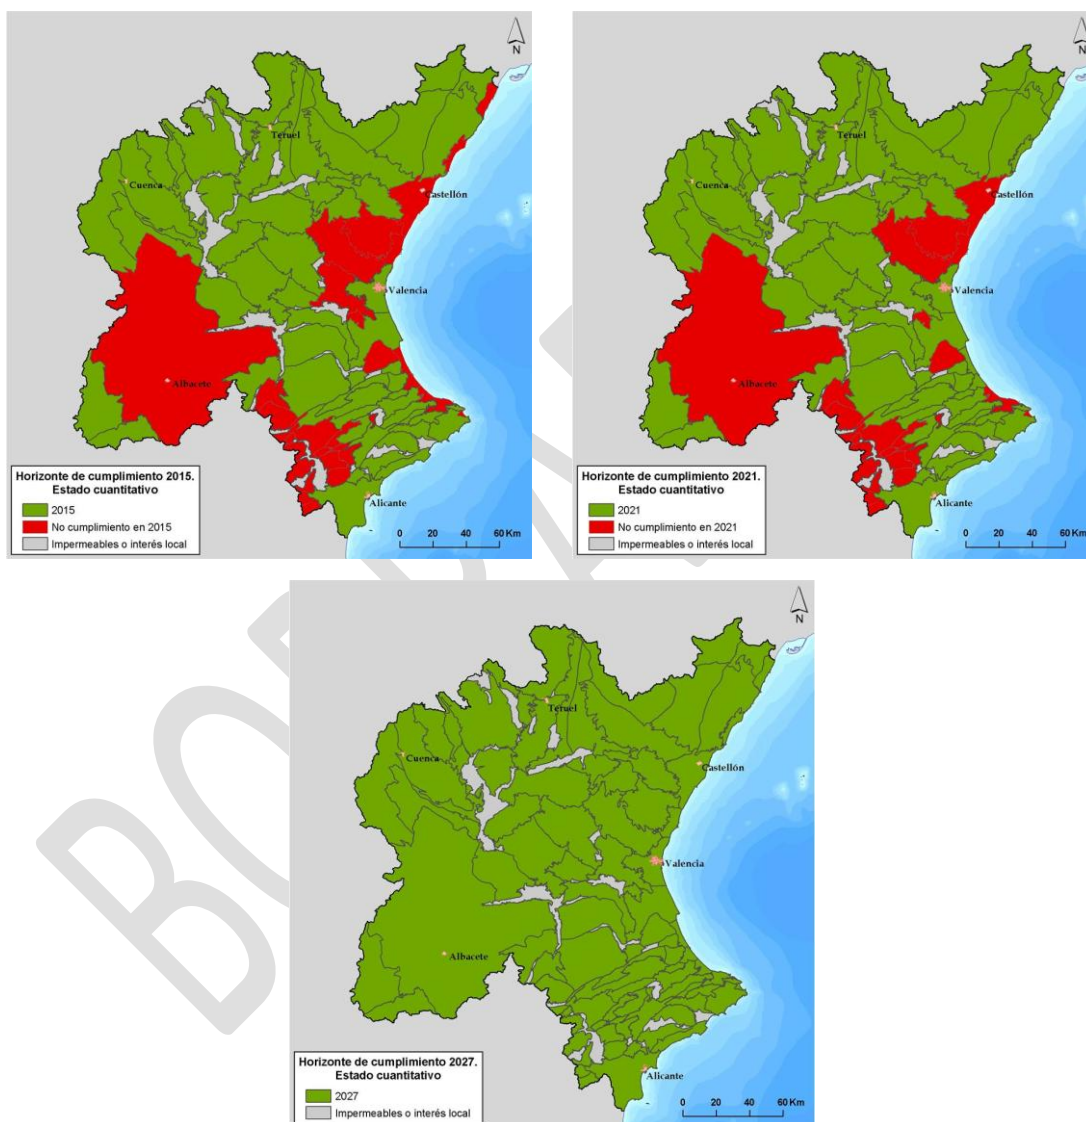 N
Teruel
Cuenca
Castellón
Valencia
Albacete
Alicante
Horizonte de cumplimiento 2015.
Estado cuantitativo
2015
No cumplimiento en 2015
Impermeables o interés local
0 20 40 60 Km
N
Teruel
Cuenca
Castellón
Valencia
Albacete
Alicante
Horizonte de cumplimiento 2021.
Estado cuantitativo
2021
No cumplimiento en 2021
Impermeables o interés local
0 20 40 60 Km
N
Teruel
Cuenca
Castellón
Valencia
Albacete
Alicante
Horizonte de cumplimiento 2027.
Estado cuantitativo
2027
Impermeables o interés local
0 20 40 60 Km